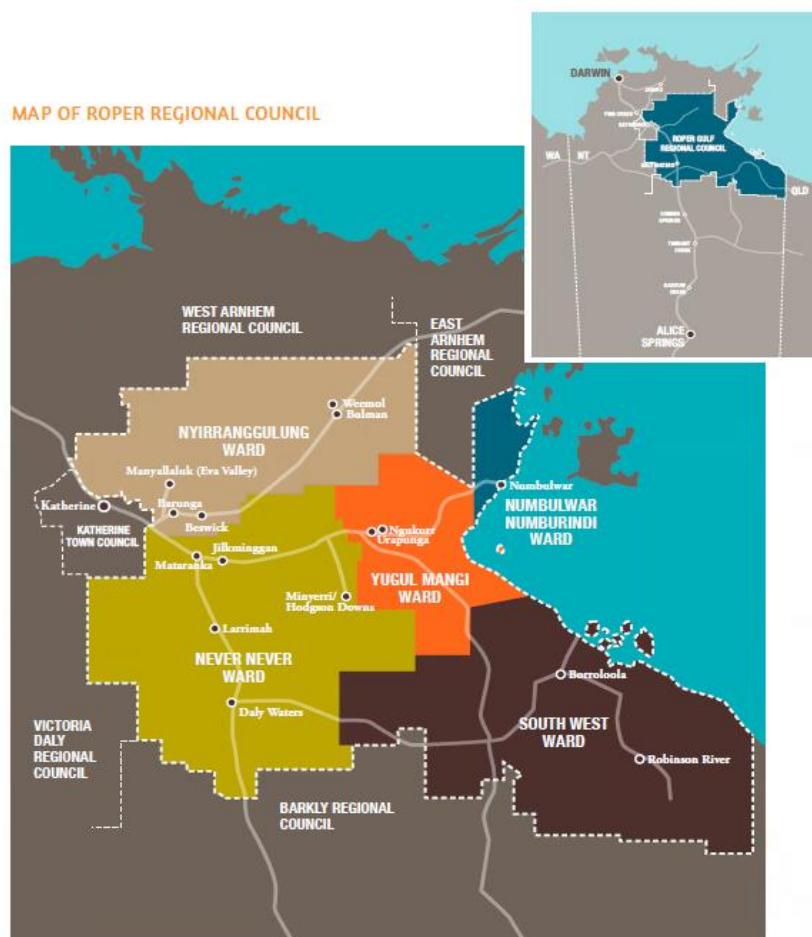 MAP OF ROPER REGIONAL COUNCIL
DARWIN
ROPER GULF
REGIONAL COUNCIL
WA
NT
QLD
ALICE
SPRINGS
WEST ARNHEM
REGIONAL COUNCIL
EAST
ARNHEM
REGIONAL
COUNCIL
Weemol
Bulman
NYIRRANGGULUNG
WARD
Manyallaluk (Eva Valley)
Numbulwar
Katherine
Barunga
Beswick
NUMBULWAR
NUMBURINDI
WARD
KATHERINE
TOWN COUNCIL
Ngukurr
Urapunga
Jilkminggan
Mataranka
YUGUL MANGI
WARD
Minyerri/
Hodgson Downs
Larrimah
NEVER NEVER
WARD
Borroloola
Daly Waters
SOUTH WEST
WARD
VICTORIA
DALY
REGIONAL
COUNCIL
Robinson River
BARKLY REGIONAL
COUNCIL